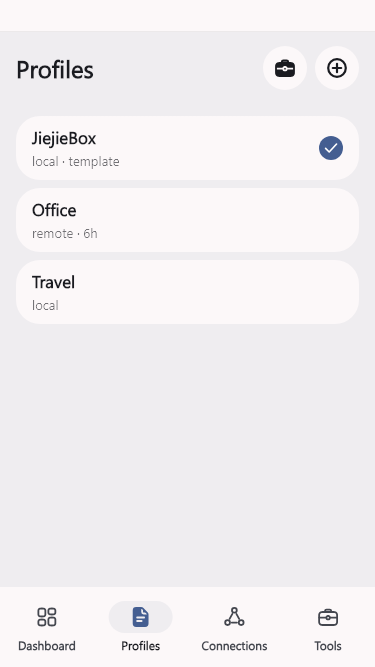 Profiles
JiejieBox
local · template
Office
remote · 6h
Travel
local
Dashboard
Profiles
Connections
Tools